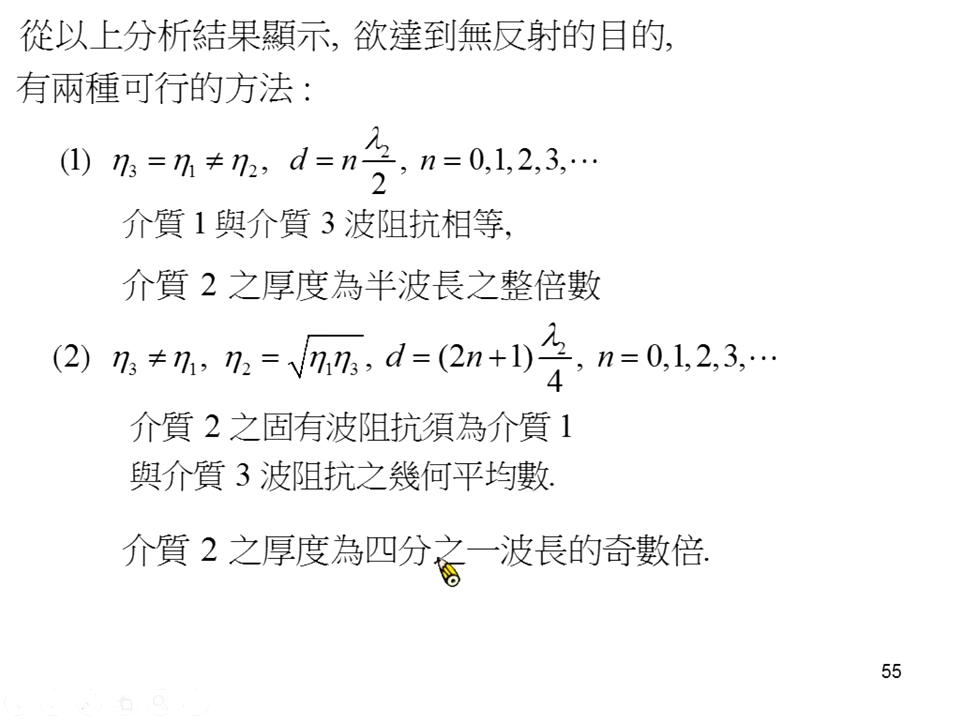 從以上分析結果顯示, 欲達到無反射的目的,
有兩種可行的方法 :
(1) η₃ = η₁ ≠ η₂, d = n λ₂/2, n = 0,1,2,3,⋯
介質 1 與介質 3 波阻抗相等,
介質 2 之厚度為半波長之整倍數
(2) η₃ ≠ η₁, η₂ = √(η₁η₃), d = (2n+1) λ₂/4, n = 0,1,2,3,⋯
介質 2 之固有波阻抗須為介質 1
與介質 3 波阻抗之幾何平均數.
介質 2 之厚度為四分之一波長的奇數倍.
55